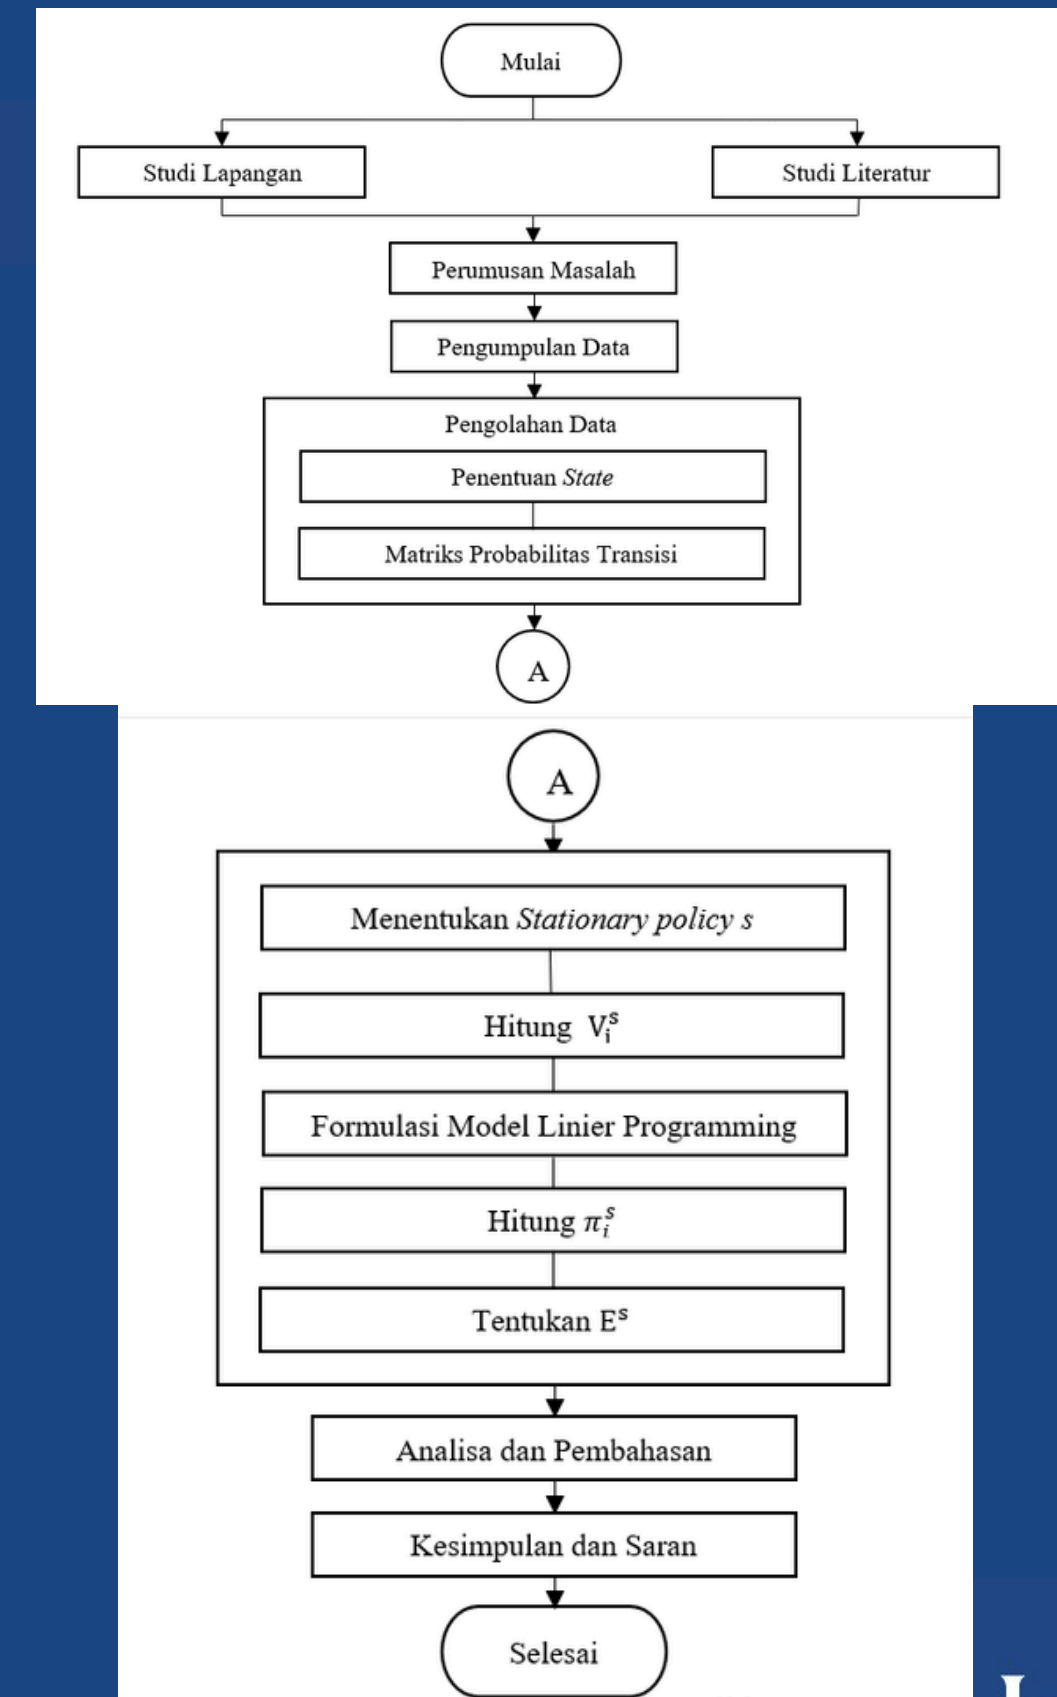 Mulai
Studi Lapangan
Studi Literatur
Perumusan Masalah
Pengumpulan Data
Pengolahan Data
Penentuan State
Matriks Probabilitas Transisi
A
A
Menentukan Stationary policy s
Hitung V_i^s
Formulasi Model Linier Programming
Hitung π_i^s
Tentukan E^s
Analisa dan Pembahasan
Kesimpulan dan Saran
Selesai